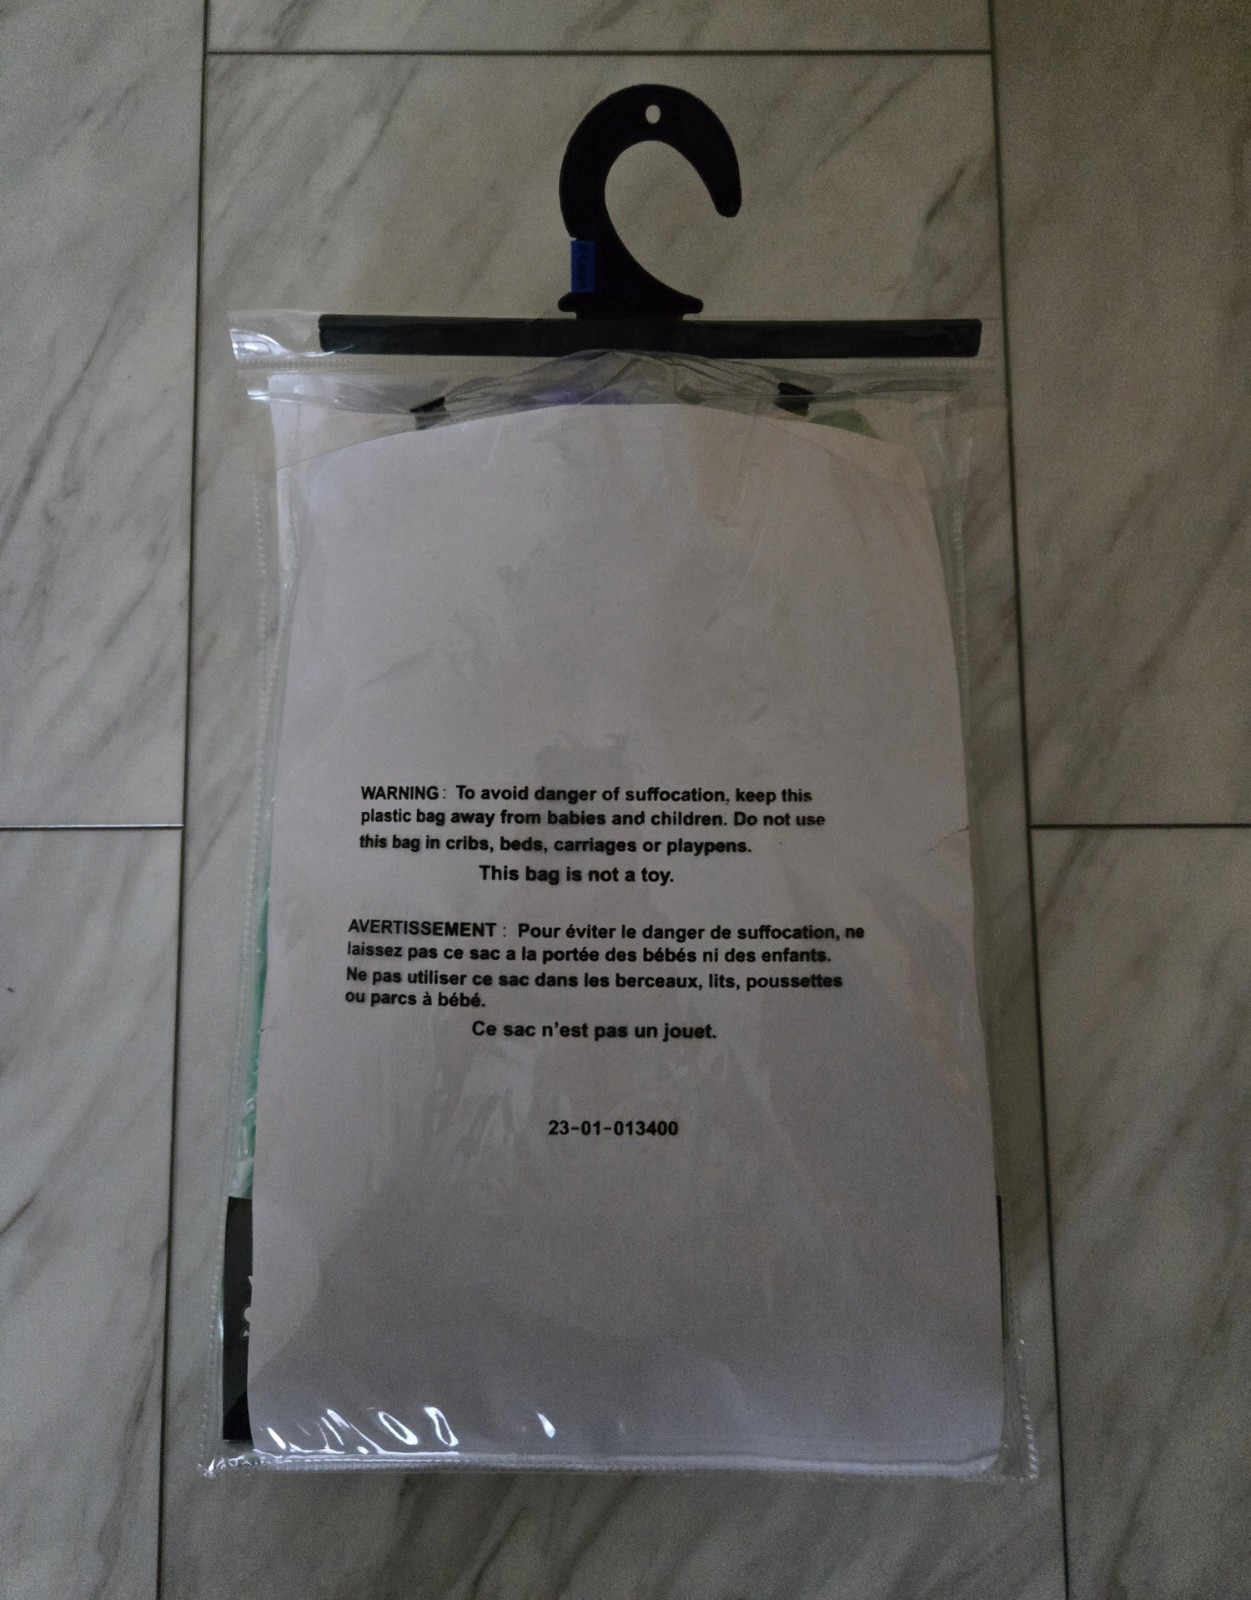 WARNING: To avoid danger of suffocation, keep this
plastic bag away from babies and children. Do not use
this bag in cribs, beds, carriages or playpens.
This bag is not a toy.
AVERTISSEMENT : Pour éviter le danger de suffocation, ne
laissez pas ce sac a la portée des bébés ni des enfants.
Ne pas utiliser ce sac dans les berceaux, lits, poussettes
ou parcs à bébé.
Ce sac n'est pas un jouet.
23-01-013400